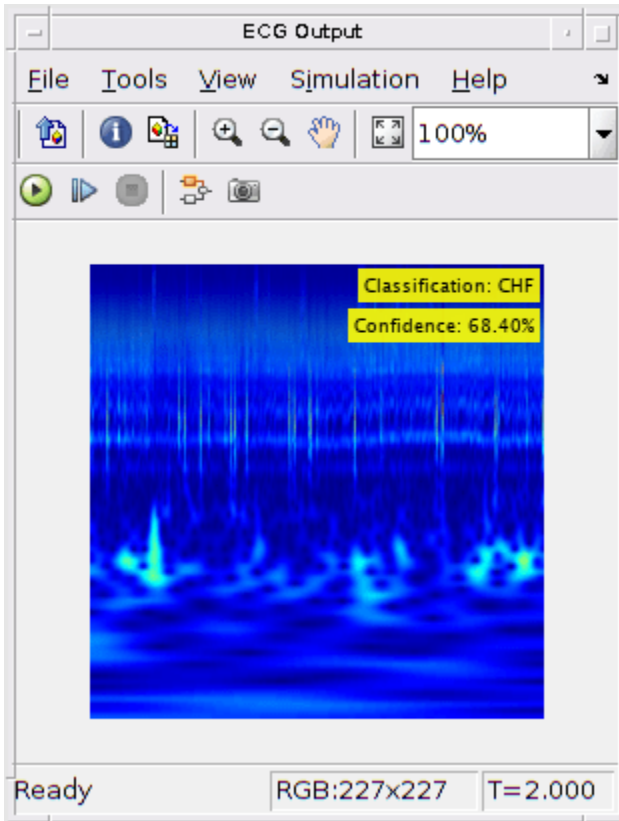 ECG Output
File Tools View Simulation Help
100%
Classification: CHF
Confidence: 68.40%
Ready RGB:227x227 T=2.000